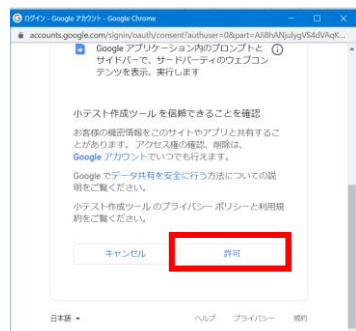 ログイン - Google アカウント - Google Chrome
accounts.google.com/signin/oauth/consent?authuser=0&part=AJi8hANjulygVS4dVAqK...
Google アプリケーション内のプロンプトと
サイドバーで、サードパーティのウェブコン
テンツを表示、実行します
小テスト作成ツール を信頼できることを確認
お客様の機密情報をこのサイトやアプリと共有するこ
とがあります。 アクセス権の確認、削除は、
Google アカウントでいつでも行えます。
Google でデータ共有を安全に行う方法についての説
明をご覧ください。
小テスト作成ツール のプライバシー ポリシーと利用規
約をご覧ください。
キャンセル 許可
日本語 ヘルプ プライバシー 規約